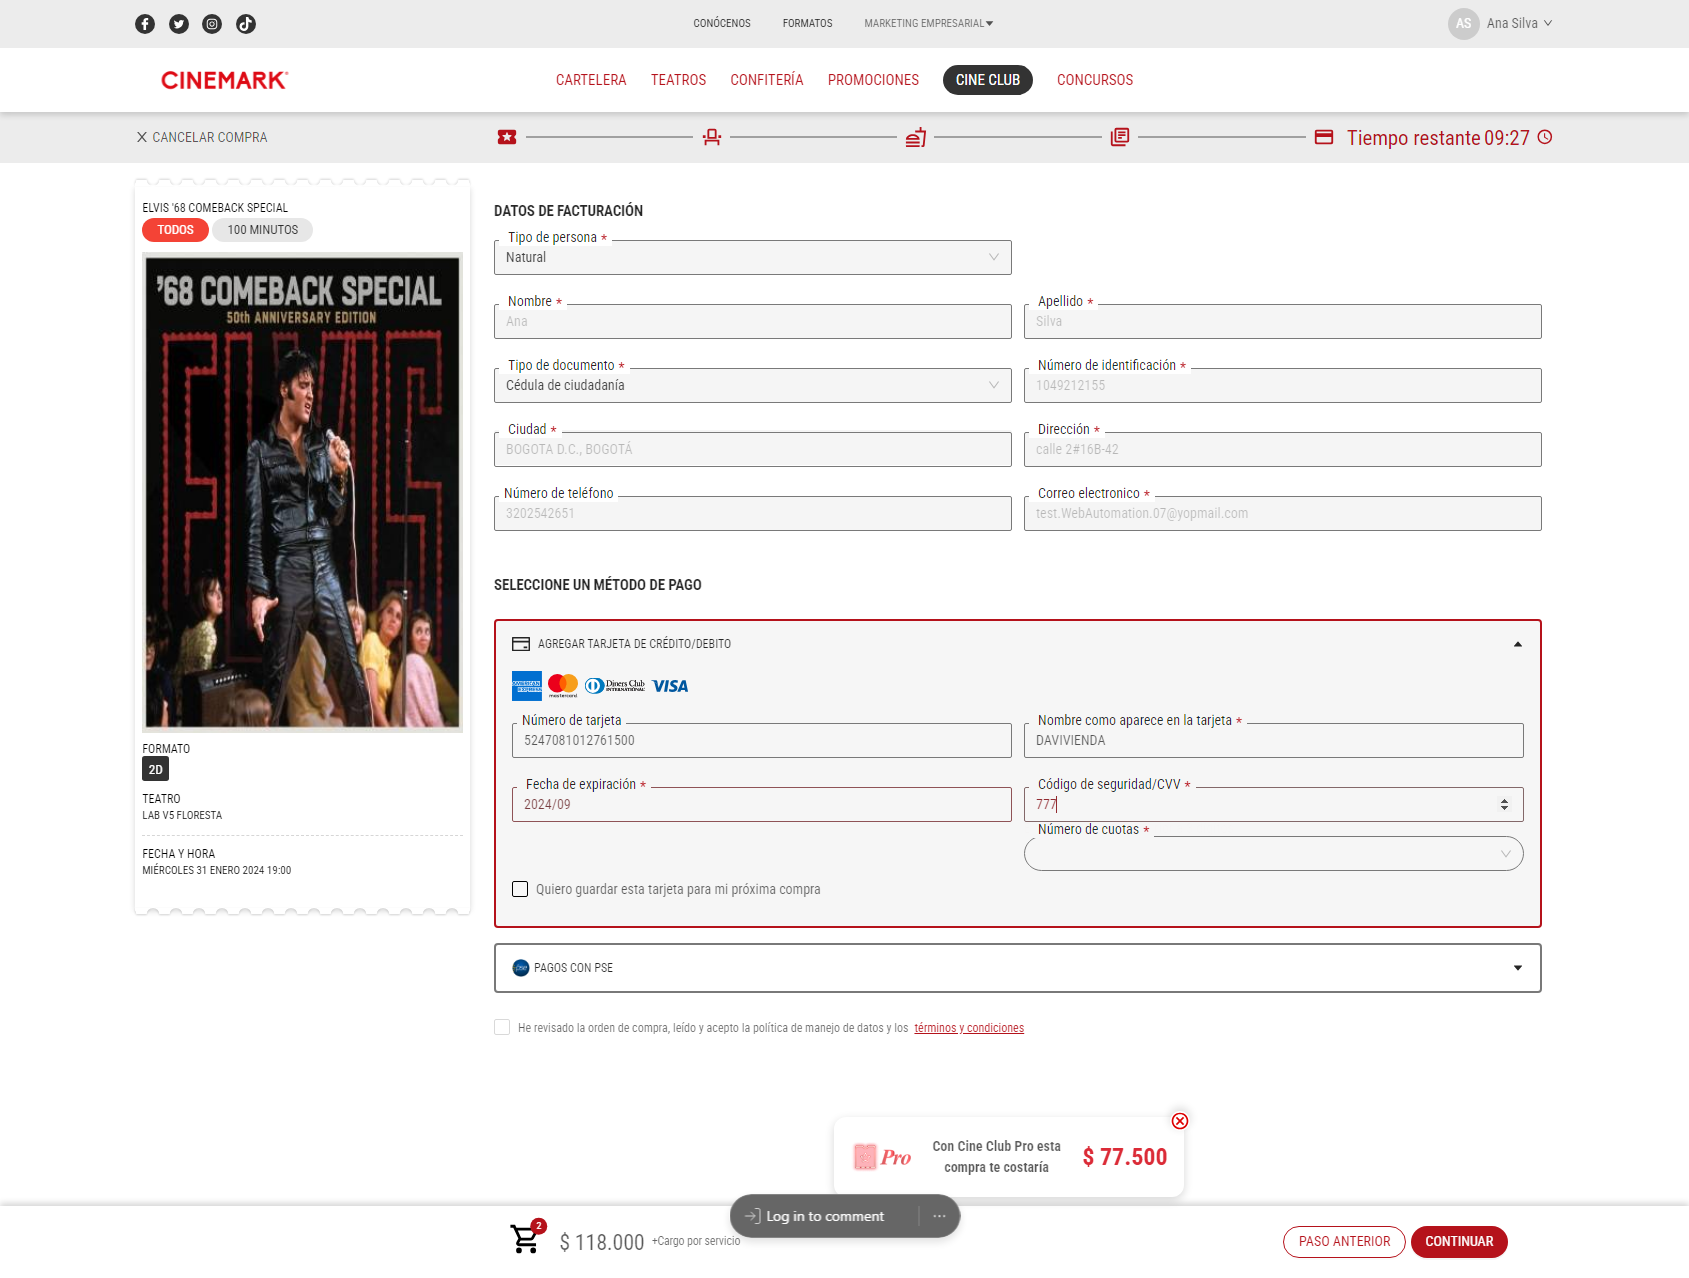 CONÓCENOS
FORMATOS
MARKETING EMPRESARIAL
AS
Ana Silva
CINEMARK
CARTELERA
TEATROS
CONFITERÍA
PROMOCIONES
CINE CLUB
CONCURSOS
CANCELAR COMPRA
Tiempo restante 09:27
ELVIS '68 COMEBACK SPECIAL
TODOS
100 MINUTOS
'68 COMEBACK SPECIAL
50th ANNIVERSARY EDITION
ELVIS
FORMATO
2D
TEATRO
LAB V5 FLORESTA
FECHA Y HORA
MIÉRCOLES 31 ENERO 2024 19:00
DATOS DE FACTURACIÓN
Tipo de persona *
Natural
Nombre *
Ana
Apellido *
Silva
Tipo de documento *
Cédula de ciudadanía
Número de identificación *
1049212155
Ciudad *
BOGOTA D.C., BOGOTÁ
Dirección *
calle 2#16B-42
Número de teléfono
3202542651
Correo electronico *
test.WebAutomation.07@yopmail.com
SELECCIONE UN MÉTODO DE PAGO
AGREGAR TARJETA DE CRÉDITO/DEBITO
AMERICAN EXPRESS
mastercard
Diners Club
INTERNATIONAL
VISA
Número de tarjeta
5247081012761500
Nombre como aparece en la tarjeta *
DAVIVIENDA
Fecha de expiración *
2024/09
Código de seguridad/CVV *
777
Número de cuotas *
Quiero guardar esta tarjeta para mi próxima compra
pse
PAGOS CON PSE
He revisado la orden de compra, leído y acepto la política de manejo de datos y los términos y condiciones
Pro
Con Cine Club Pro esta
compra te costaría
$ 77.500
Log in to comment
2
$ 118.000
+Cargo por servicio
PASO ANTERIOR
CONTINUAR